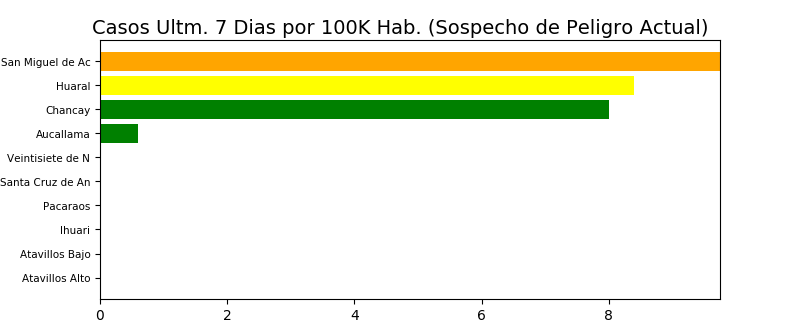 Casos Ultm. 7 Dias por 100K Hab. (Sospecho de Peligro Actual)
San Miguel de Ac
Huaral
Chancay
Aucallama
Veintisiete de N
Santa Cruz de An
Pacaraos
Ihuari
Atavillos Bajo
Atavillos Alto
0 2 4 6 8